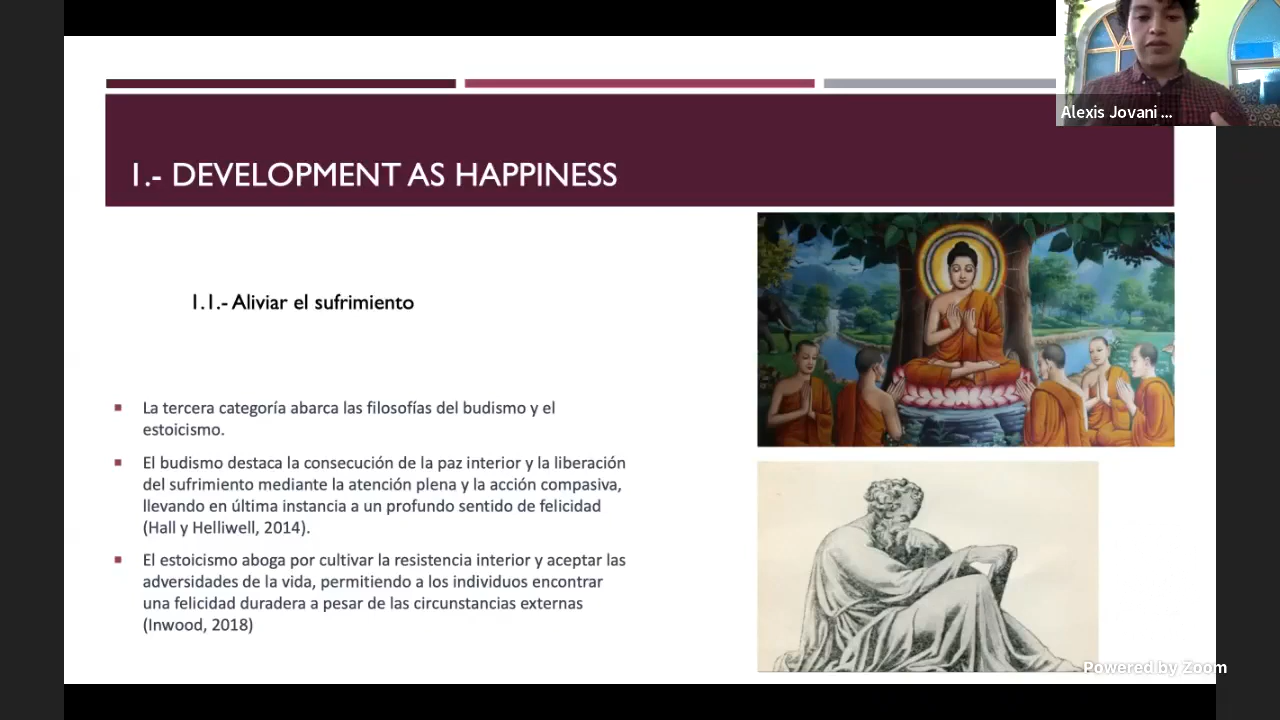 Alexis Jovani ...
1.- DEVELOPMENT AS HAPPINESS
1.1.- Aliviar el sufrimiento
La tercera categoría abarca las filosofías del budismo y el
estoicismo.
El budismo destaca la consecución de la paz interior y la liberación
del sufrimiento mediante la atención plena y la acción compasiva,
llevando en última instancia a un profundo sentido de felicidad
(Hall y Helliwell, 2014).
El estoicismo aboga por cultivar la resistencia interior y aceptar las
adversidades de la vida, permitiendo a los individuos encontrar
una felicidad duradera a pesar de las circunstancias externas
(Inwood, 2018)
Powered by Zoom